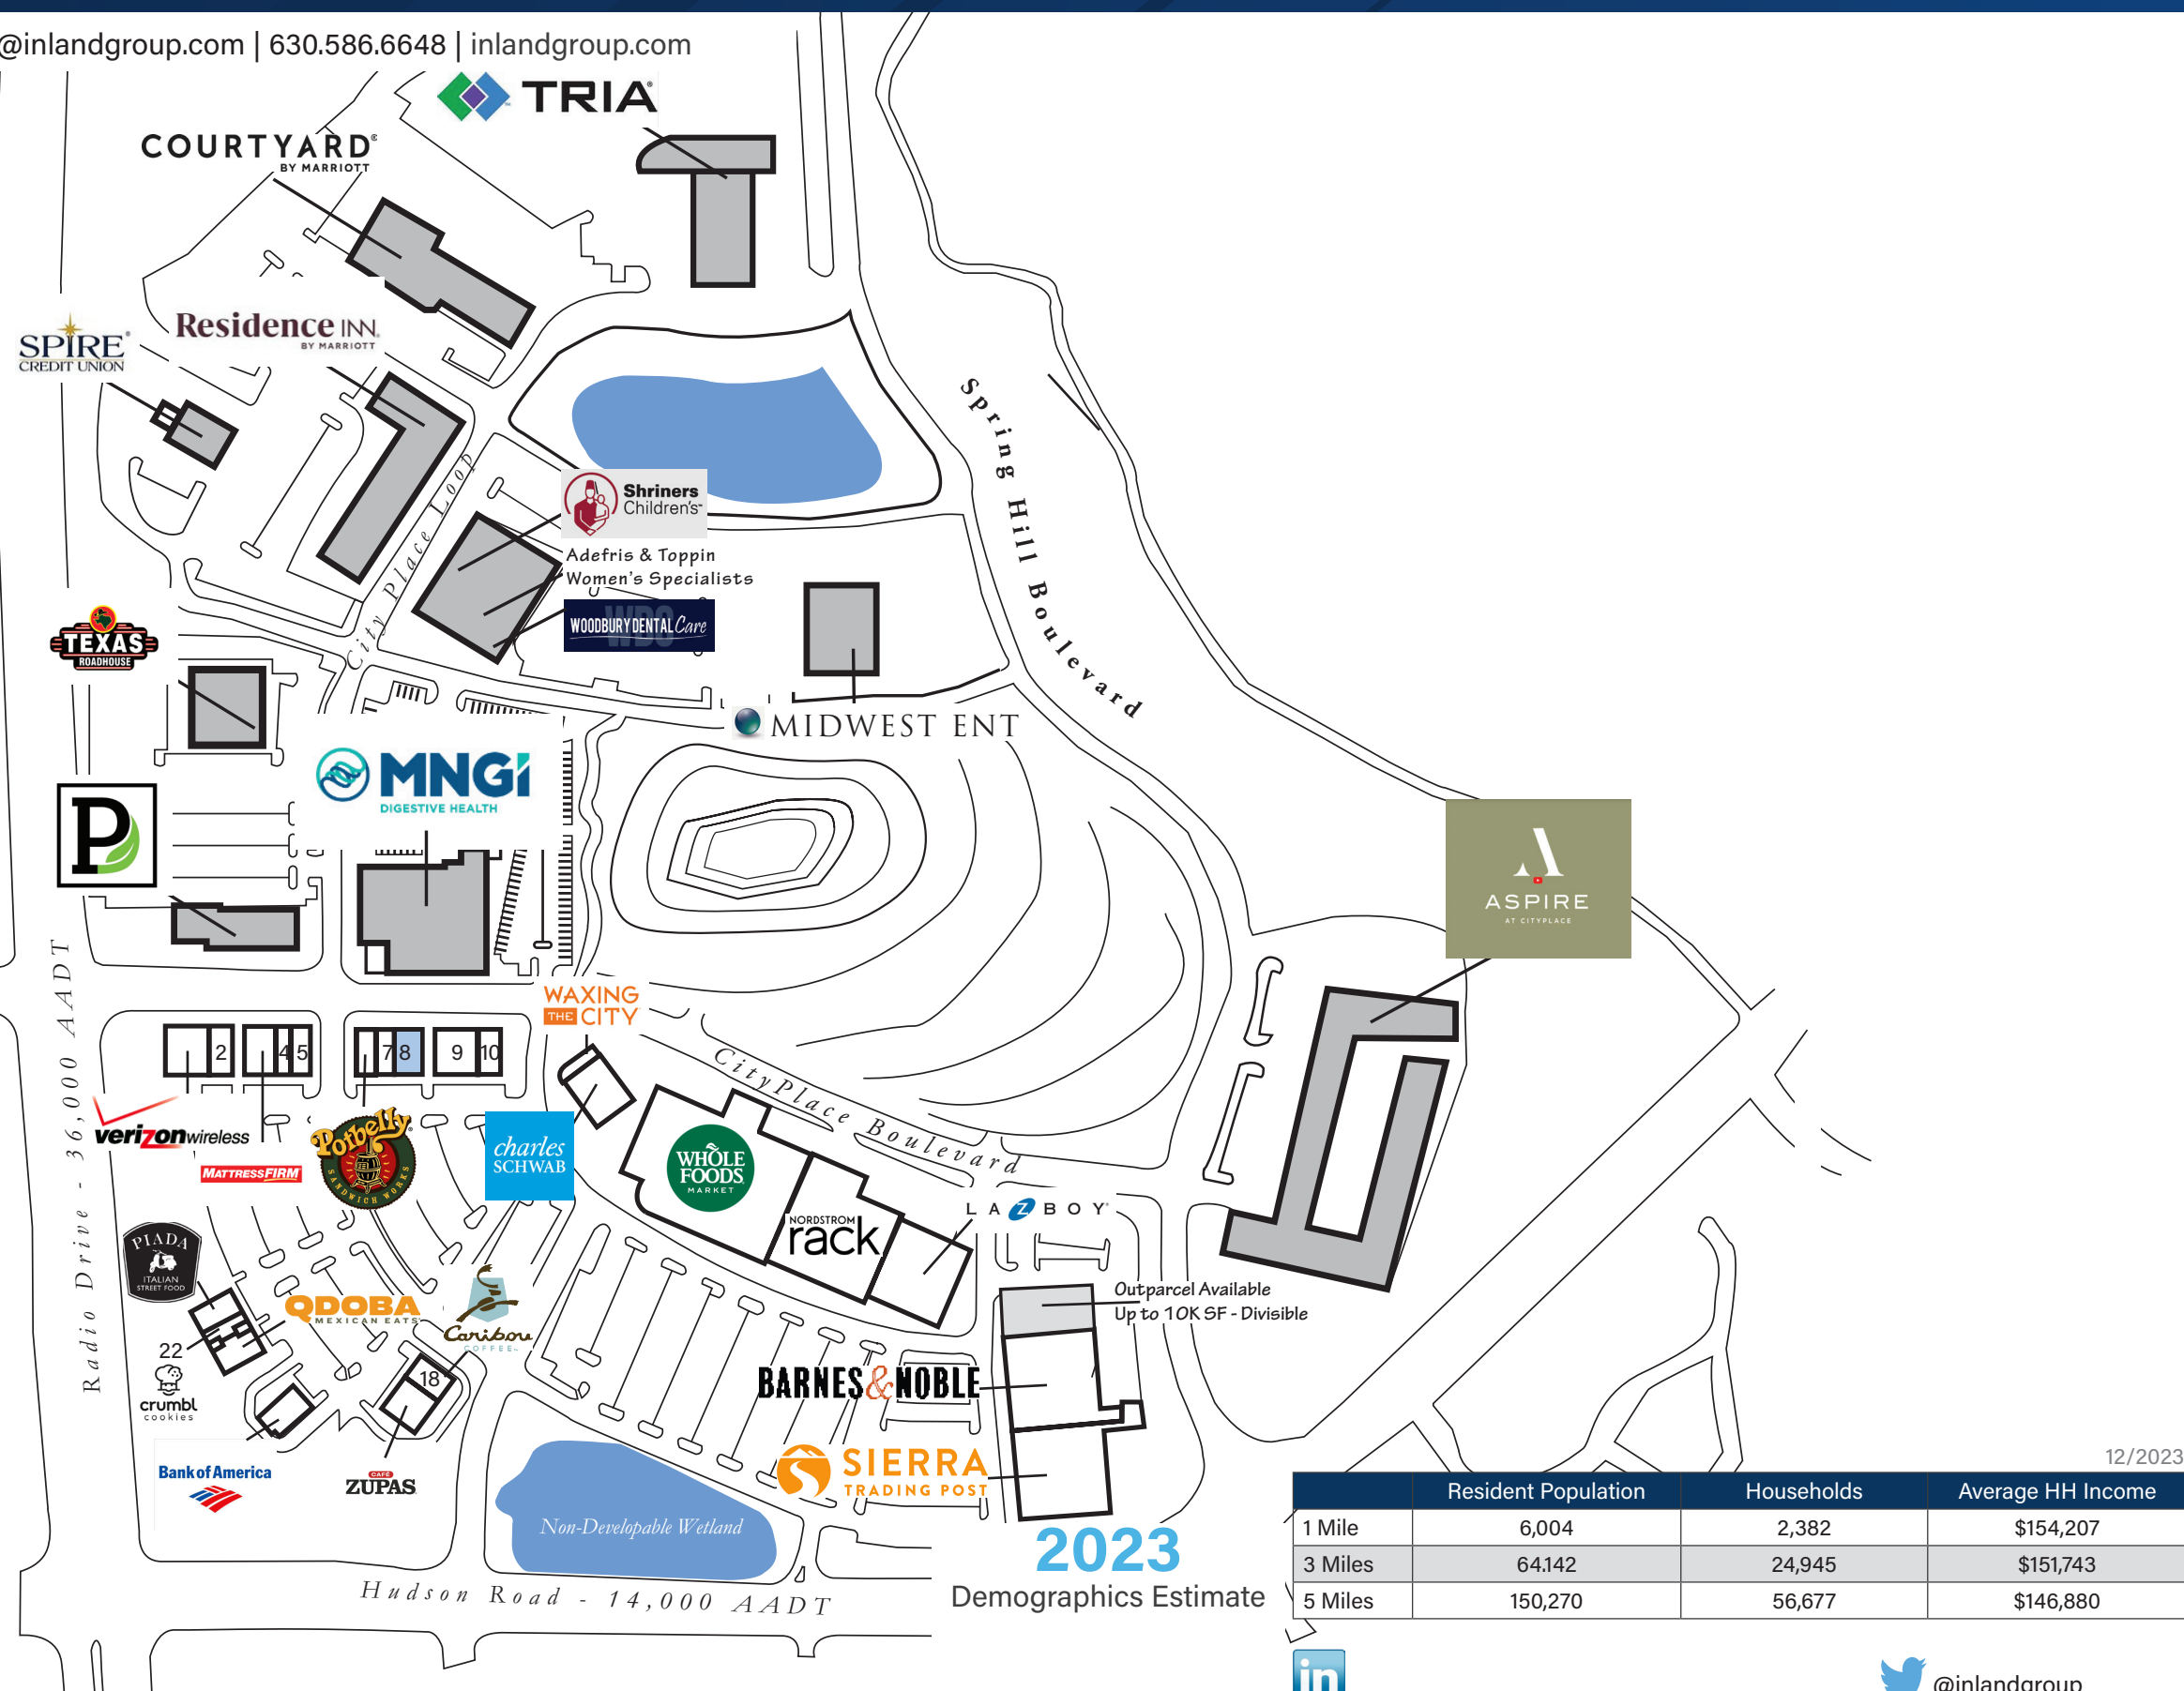 @inlandgroup.com | 630.586.6648 | inlandgroup.com
TRIA
COURTYARD®
BY MARRIOTT
Residence INN.
BY MARRIOTT
SPIRE®
CREDIT UNION
Spring Hill Boulevard
City Place Loop
Shriners
Children's™
Adefris & Toppin
Women's Specialists
WDC
WOODBURY DENTAL Care
TEXAS
ROADHOUSE
MIDWEST ENT
MNGI
DIGESTIVE HEALTH
P
A
ASPIRE
AT CITYPLACE
Radio Drive - 36,000 AADT
WAXING
THE CITY
2
4
5
7
8
9
10
CityPlace Boulevard
verizonwireless
MATTRESSFIRM
Potbelly
SANDWICH WORKS
charles
SCHWAB
WHOLE
FOODS
MARKET
NORDSTROM
rack
LA Z BOY®
PIADA
ITALIAN
STREET FOOD
QDOBA
MEXICAN EATS
Caribou
COFFEE
Outparcel Available
Up to 10K SF - Divisible
22
crumbl
cookies
18
BARNES&NOBLE
Bank of America
CAFÉ
ZUPAS
SIERRA
TRADING POST
Non-Developable Wetland
Hudson Road - 14,000 AADT
2023
Demographics Estimate
12/2023
Resident Population Households Average HH Income
1 Mile 6,004 2,382 $154,207
3 Miles 64.142 24,945 $151,743
5 Miles 150,270 56,677 $146,880
in
@inlandgroup